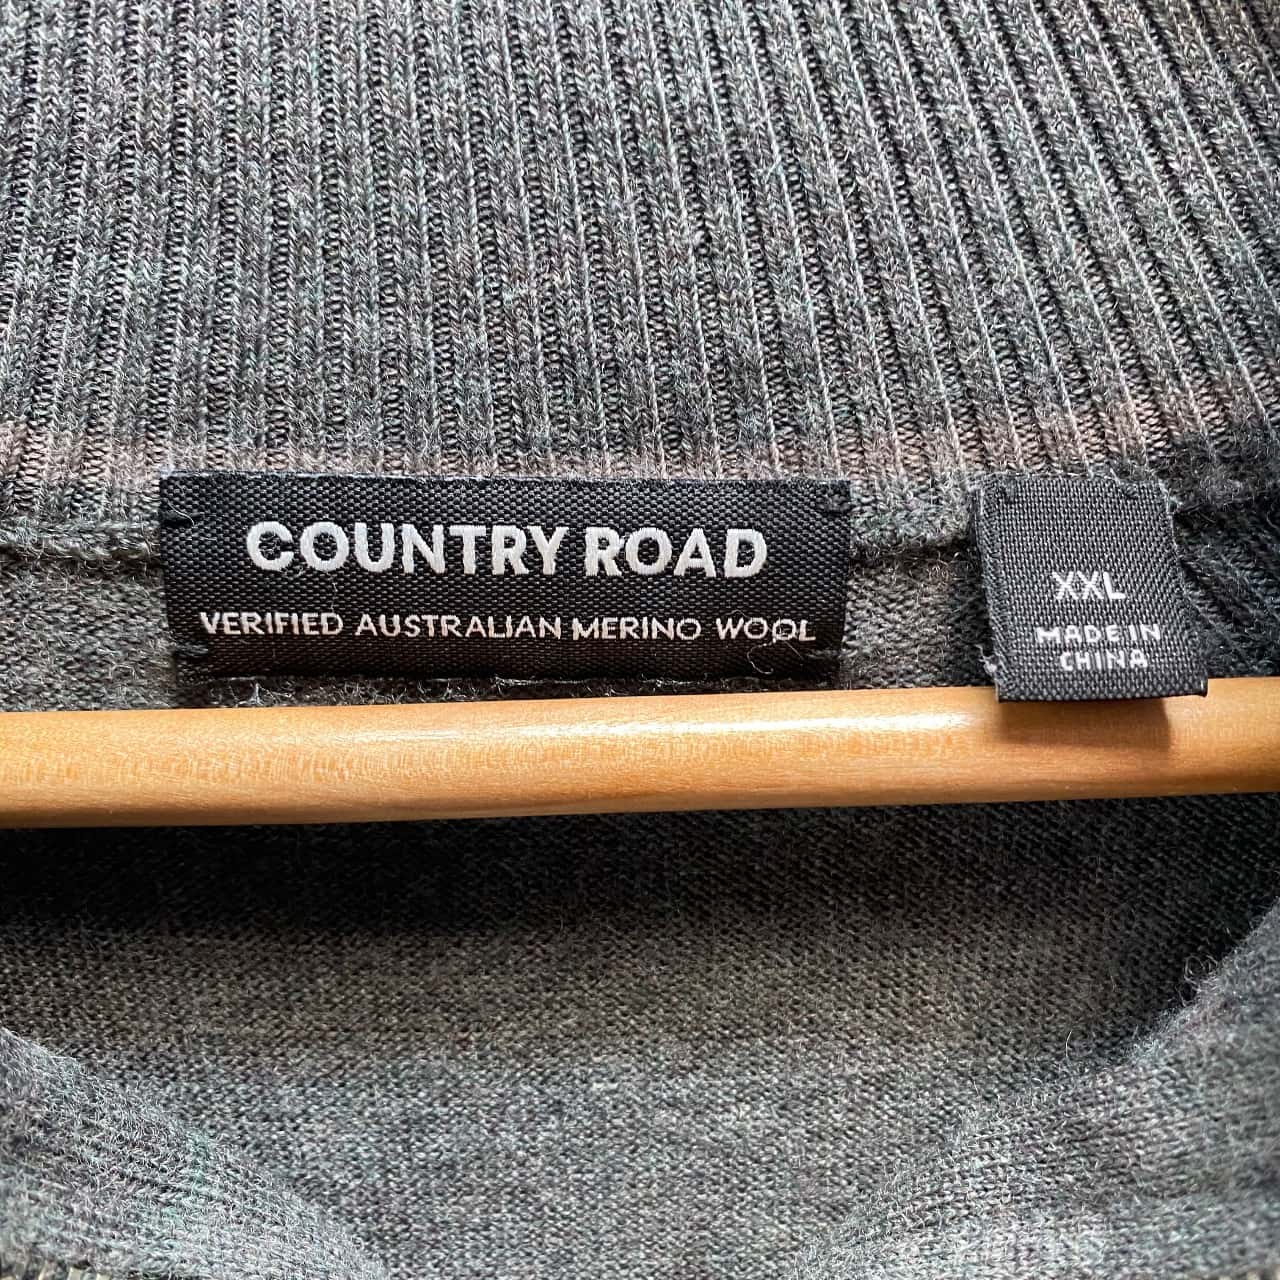 COUNTRY ROAD
VERIFIED AUSTRALIAN MERINO WOOL
XXL
MADE IN
CHINA